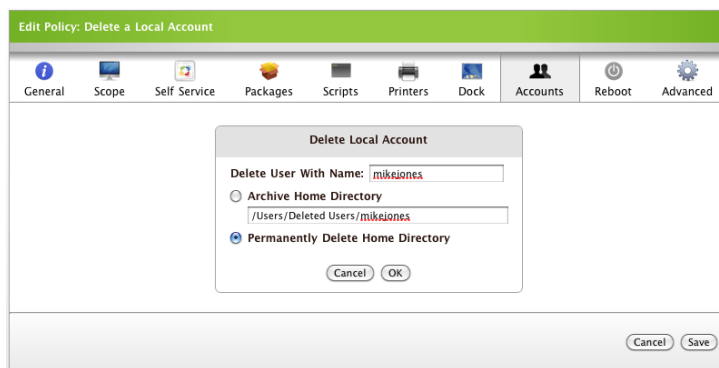 Edit Policy: Delete a Local Account
General Scope Self Service Packages Scripts Printers Dock Accounts Reboot Advanced
Delete Local Account
Delete User With Name: mikejones
Archive Home Directory
/Users/Deleted Users/mikejones
Permanently Delete Home Directory
Cancel OK
Cancel Save